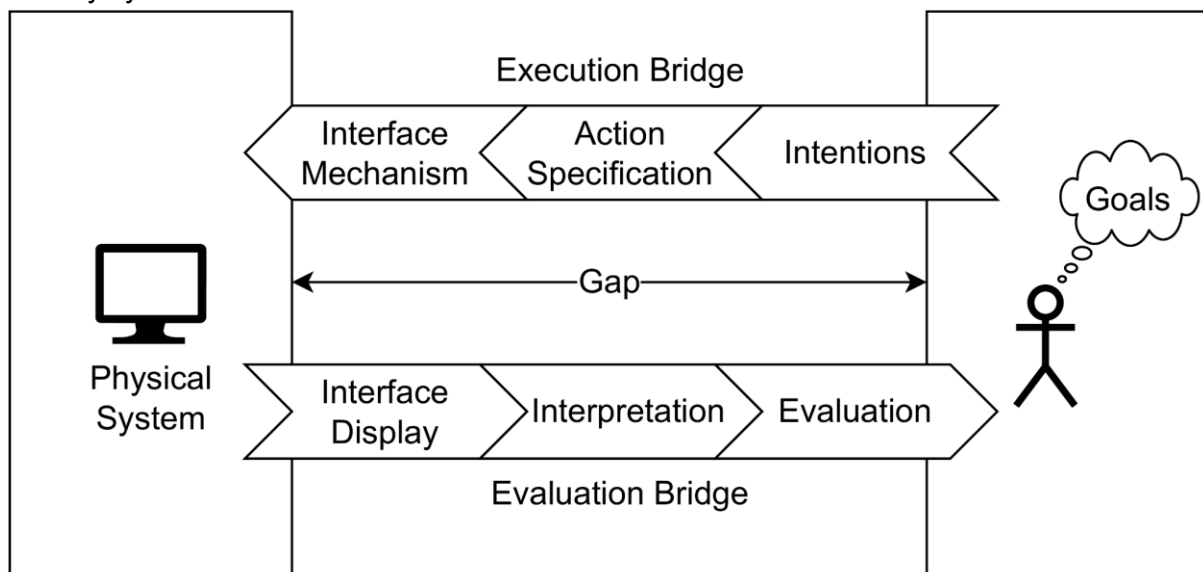 Execution Bridge
Interface
Mechanism
Action
Specification
Intentions
Goals
Gap
Physical
System
Interface
Display
Interpretation
Evaluation
Evaluation Bridge